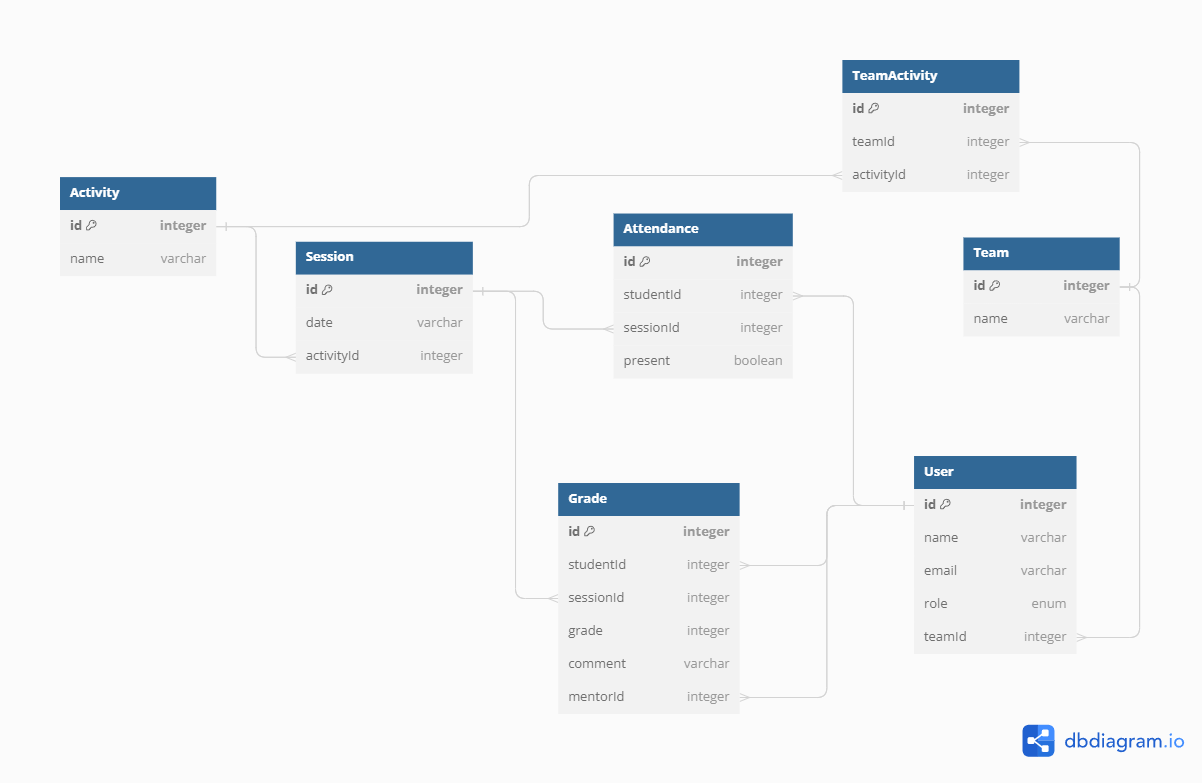 TeamActivity
id integer
teamId integer
activityId integer
Activity
id integer
name varchar
Session
id integer
date varchar
activityId integer
Attendance
id integer
studentId integer
sessionId integer
present boolean
Team
id integer
name varchar
Grade
id integer
studentId integer
sessionId integer
grade integer
comment varchar
mentorId integer
User
id integer
name varchar
email varchar
role enum
teamId integer
dbdiagram.io